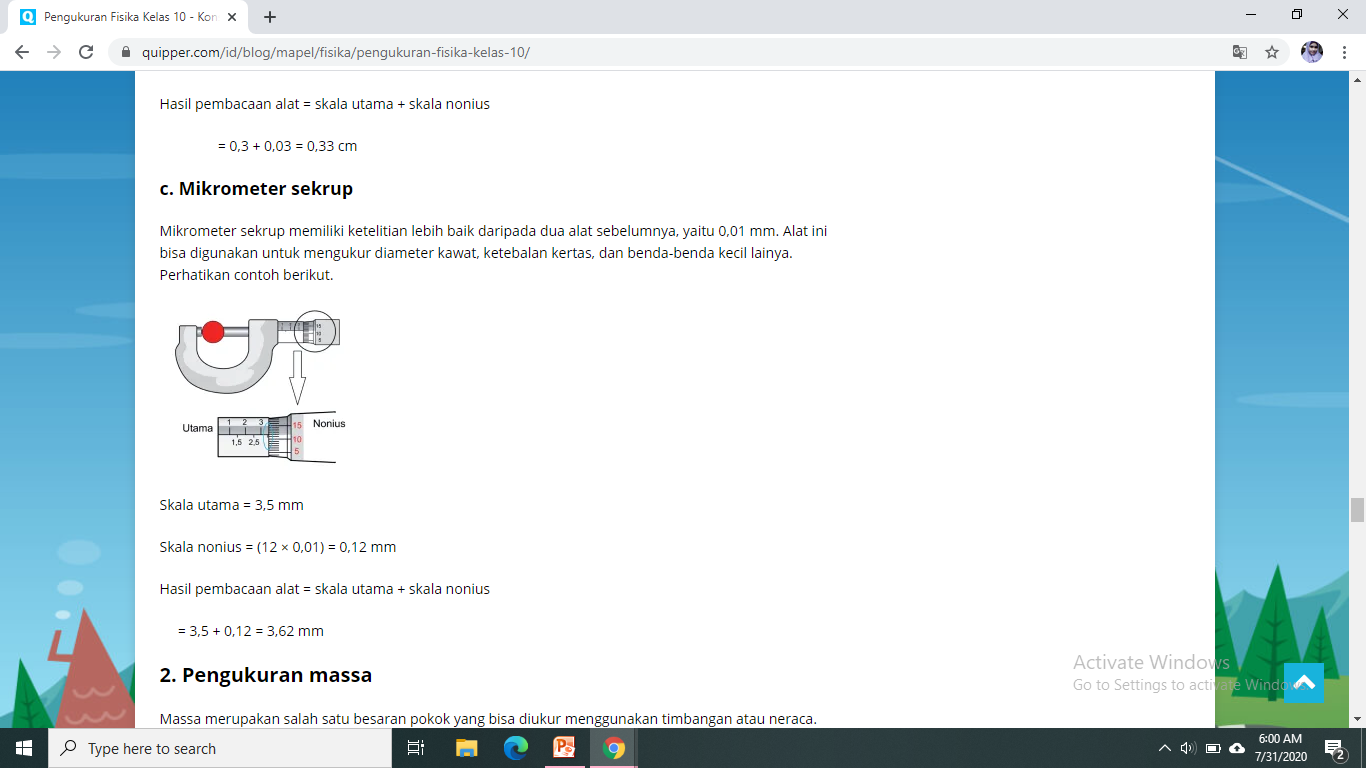 Pengukuran Fisika Kelas 10 - Kon
quipper.com/id/blog/mapel/fisika/pengukuran-fisika-kelas-10/
Hasil pembacaan alat = skala utama + skala nonius
= 0,3 + 0,03 = 0,33 cm
c. Mikrometer sekrup
Mikrometer sekrup memiliki ketelitian lebih baik daripada dua alat sebelumnya, yaitu 0,01 mm. Alat ini
bisa digunakan untuk mengukur diameter kawat, ketebalan kertas, dan benda-benda kecil lainya.
Perhatikan contoh berikut.
15
10
5
Utama
1 2 3
1,5 2,5
15
10
5
Nonius
Skala utama = 3,5 mm
Skala nonius = (12 × 0,01) = 0,12 mm
Hasil pembacaan alat = skala utama + skala nonius
= 3,5 + 0,12 = 3,62 mm
2. Pengukuran massa
Massa merupakan salah satu besaran pokok yang bisa diukur menggunakan timbangan atau neraca.
Activate Windows
Go to Settings to activate Windows.
Type here to search
6:00 AM
7/31/2020
2